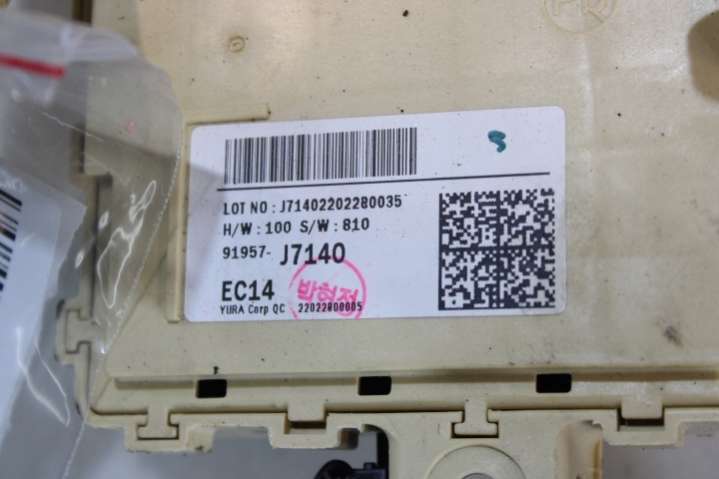 LOT NO : J71402202280035
H/W : 100 S/W : 810
91957- J7140
EC14
박현정
YURA Corp QC 22022800005